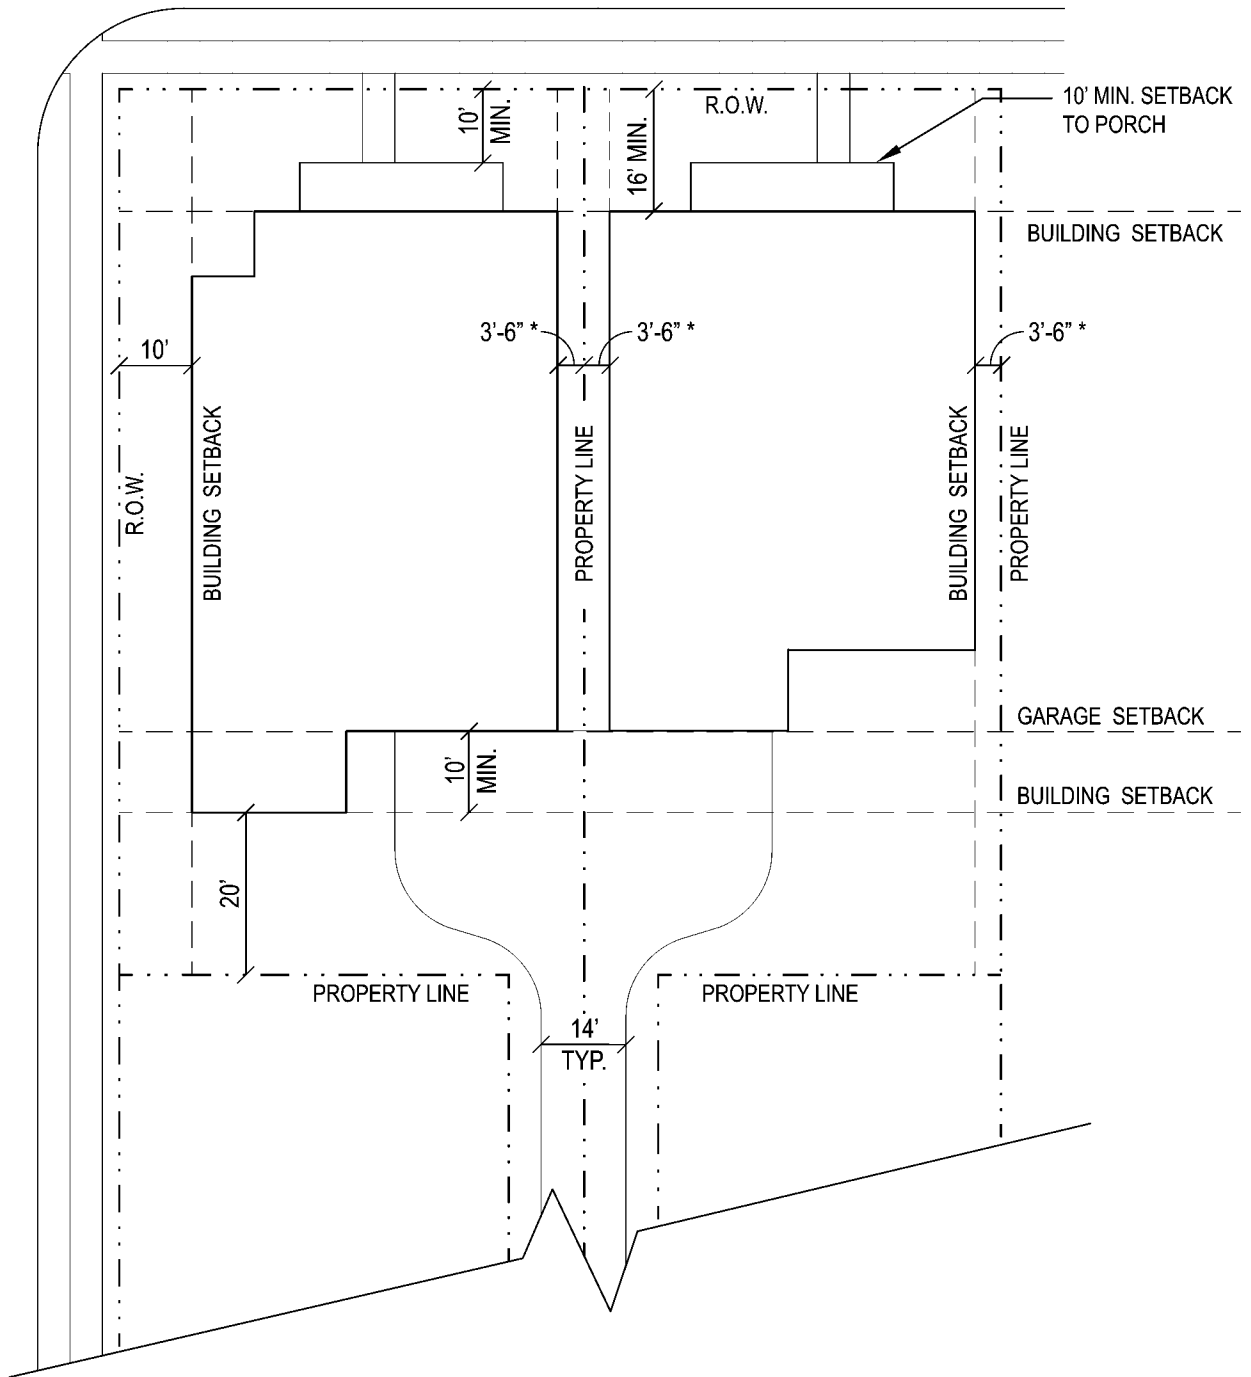 10' MIN. SETBACK
TO PORCH
R.O.W.
10'
MIN.
16' MIN.
BUILDING SETBACK
3'-6" *
3'-6" *
3'-6" *
10'
R.O.W.
BUILDING SETBACK
PROPERTY LINE
BUILDING SETBACK
PROPERTY LINE
GARAGE SETBACK
10'
MIN.
BUILDING SETBACK
20'
PROPERTY LINE
PROPERTY LINE
14'
TYP.